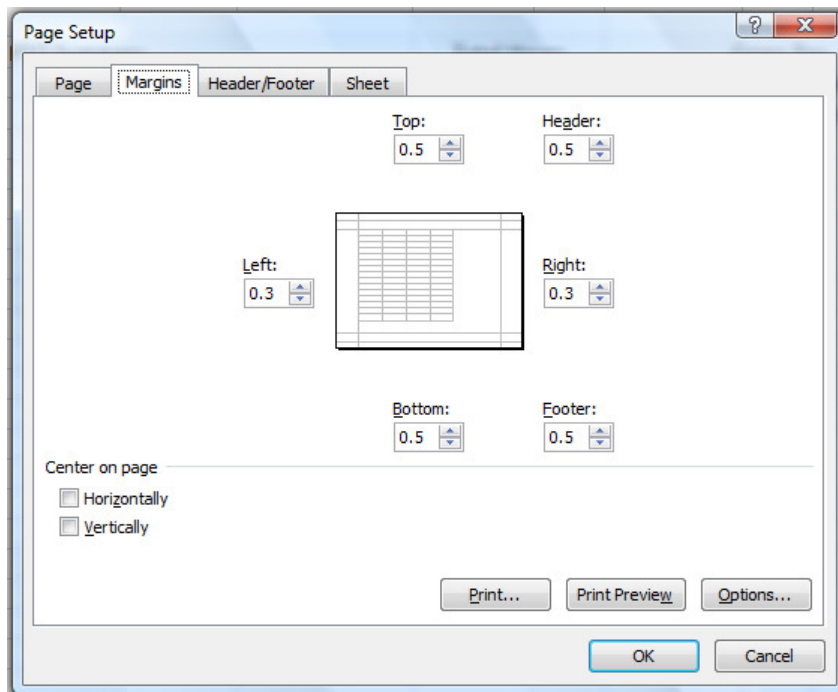 Page Setup
?
Page Margins Header/Footer Sheet
Top: Header:
0.5 0.5
Left: Right:
0.3 0.3
Bottom: Footer:
0.5 0.5
Center on page
Horizontally
Vertically
Print... Print Preview Options...
OK Cancel